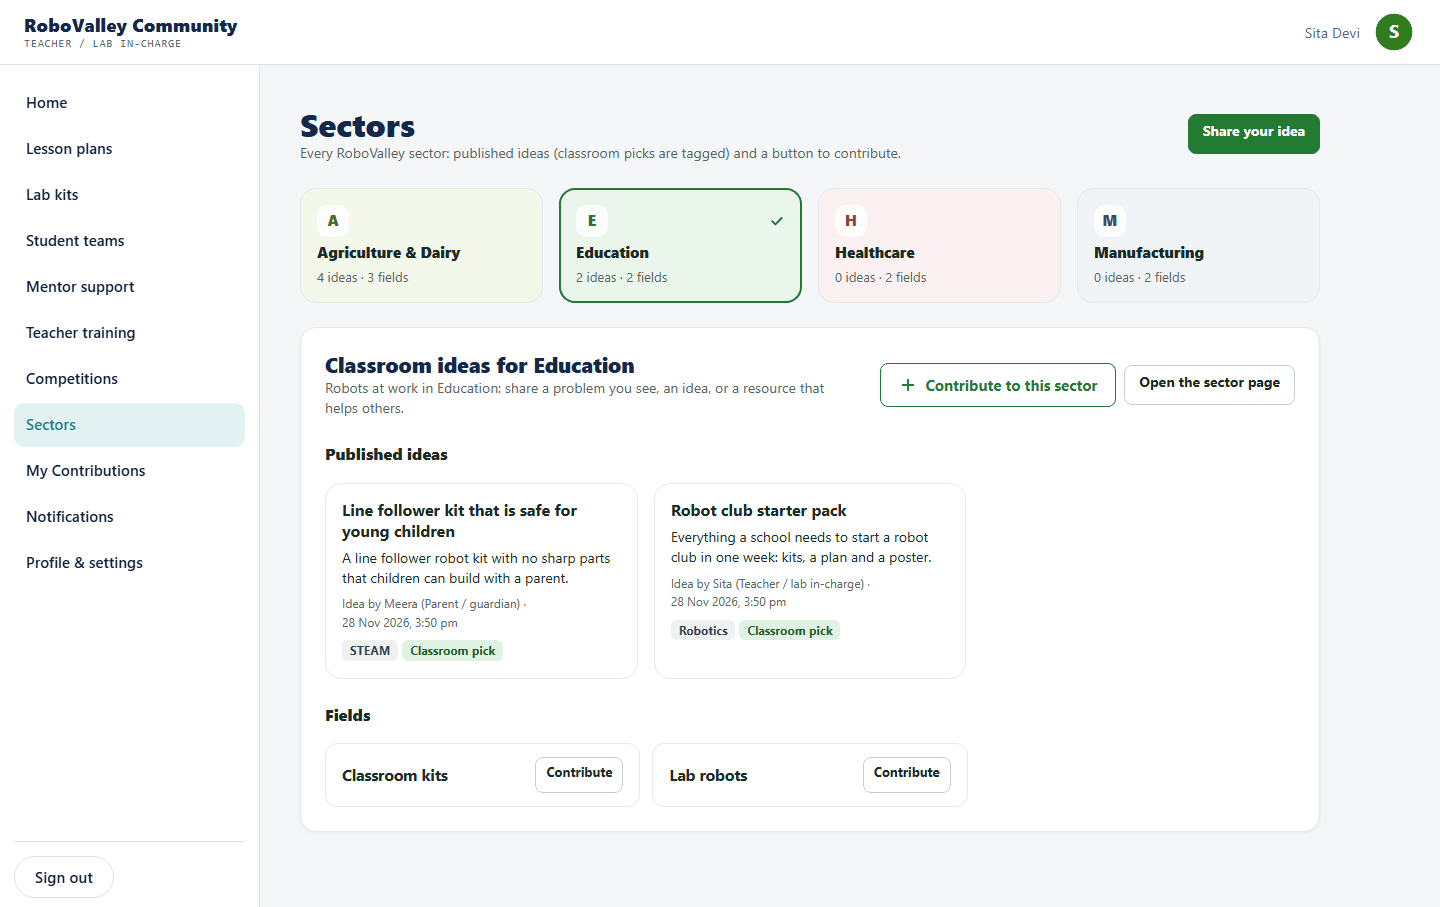 RoboValley Community
TEACHER / LAB IN-CHARGE
Sita Devi
S
Home
Lesson plans
Lab kits
Student teams
Mentor support
Teacher training
Competitions
Sectors
My Contributions
Notifications
Profile & settings
Sign out
Sectors
Every RoboValley sector: published ideas (classroom picks are tagged) and a button to contribute.
Share your idea
A
Agriculture & Dairy
4 ideas · 3 fields
E
Education
2 ideas · 2 fields
H
Healthcare
0 ideas · 2 fields
M
Manufacturing
0 ideas · 2 fields
Classroom ideas for Education
Robots at work in Education: share a problem you see, an idea, or a resource that
helps others.
+ Contribute to this sector
Open the sector page
Published ideas
Line follower kit that is safe for
young children
A line follower robot kit with no sharp parts
that children can build with a parent.
Idea by Meera (Parent / guardian) ·
28 Nov 2026, 3:50 pm
STEAM
Classroom pick
Robot club starter pack
Everything a school needs to start a robot
club in one week: kits, a plan and a poster.
Idea by Sita (Teacher / lab in-charge) ·
28 Nov 2026, 3:50 pm
Robotics
Classroom pick
Fields
Classroom kits
Contribute
Lab robots
Contribute